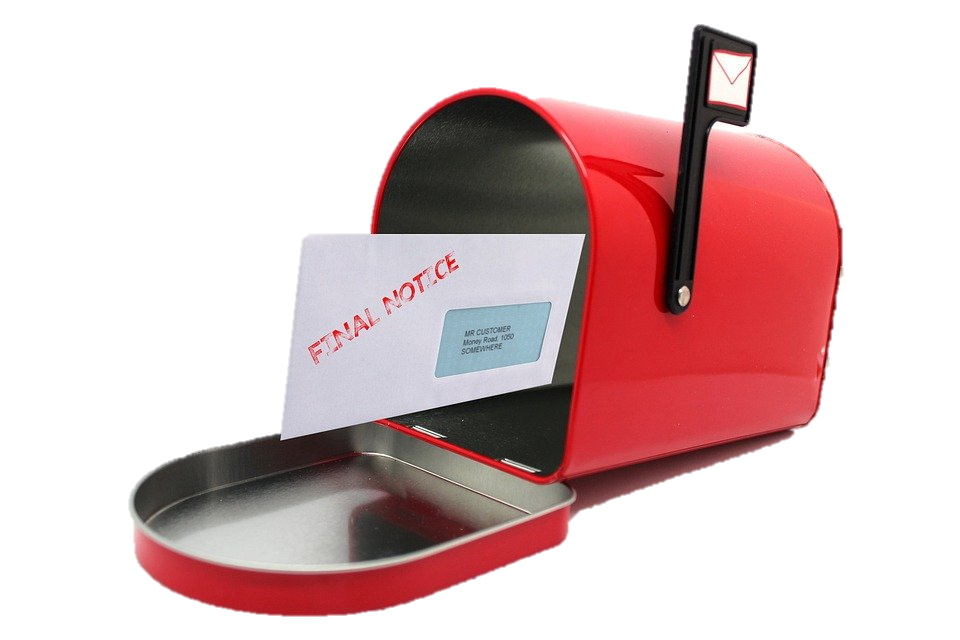 FINAL NOTICE
MR CUSTOMER
Money Road, 1050
SOMEWHERE